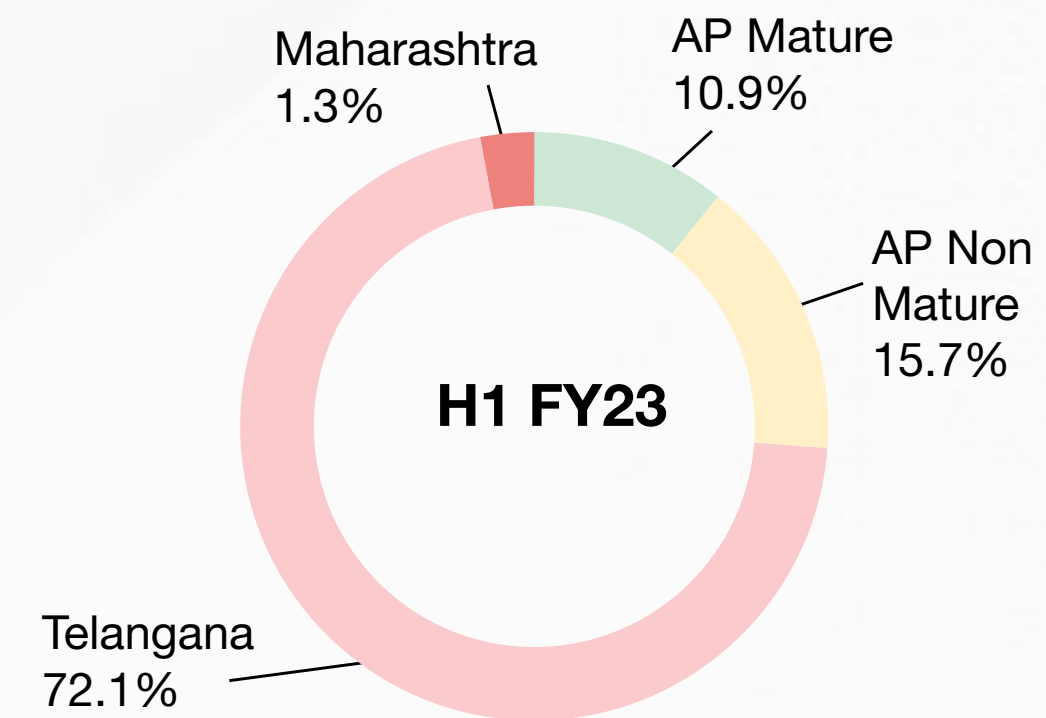 Maharashtra
1.3%
AP Mature
10.9%
AP Non
Mature
15.7%
H1 FY23
Telangana
72.1%